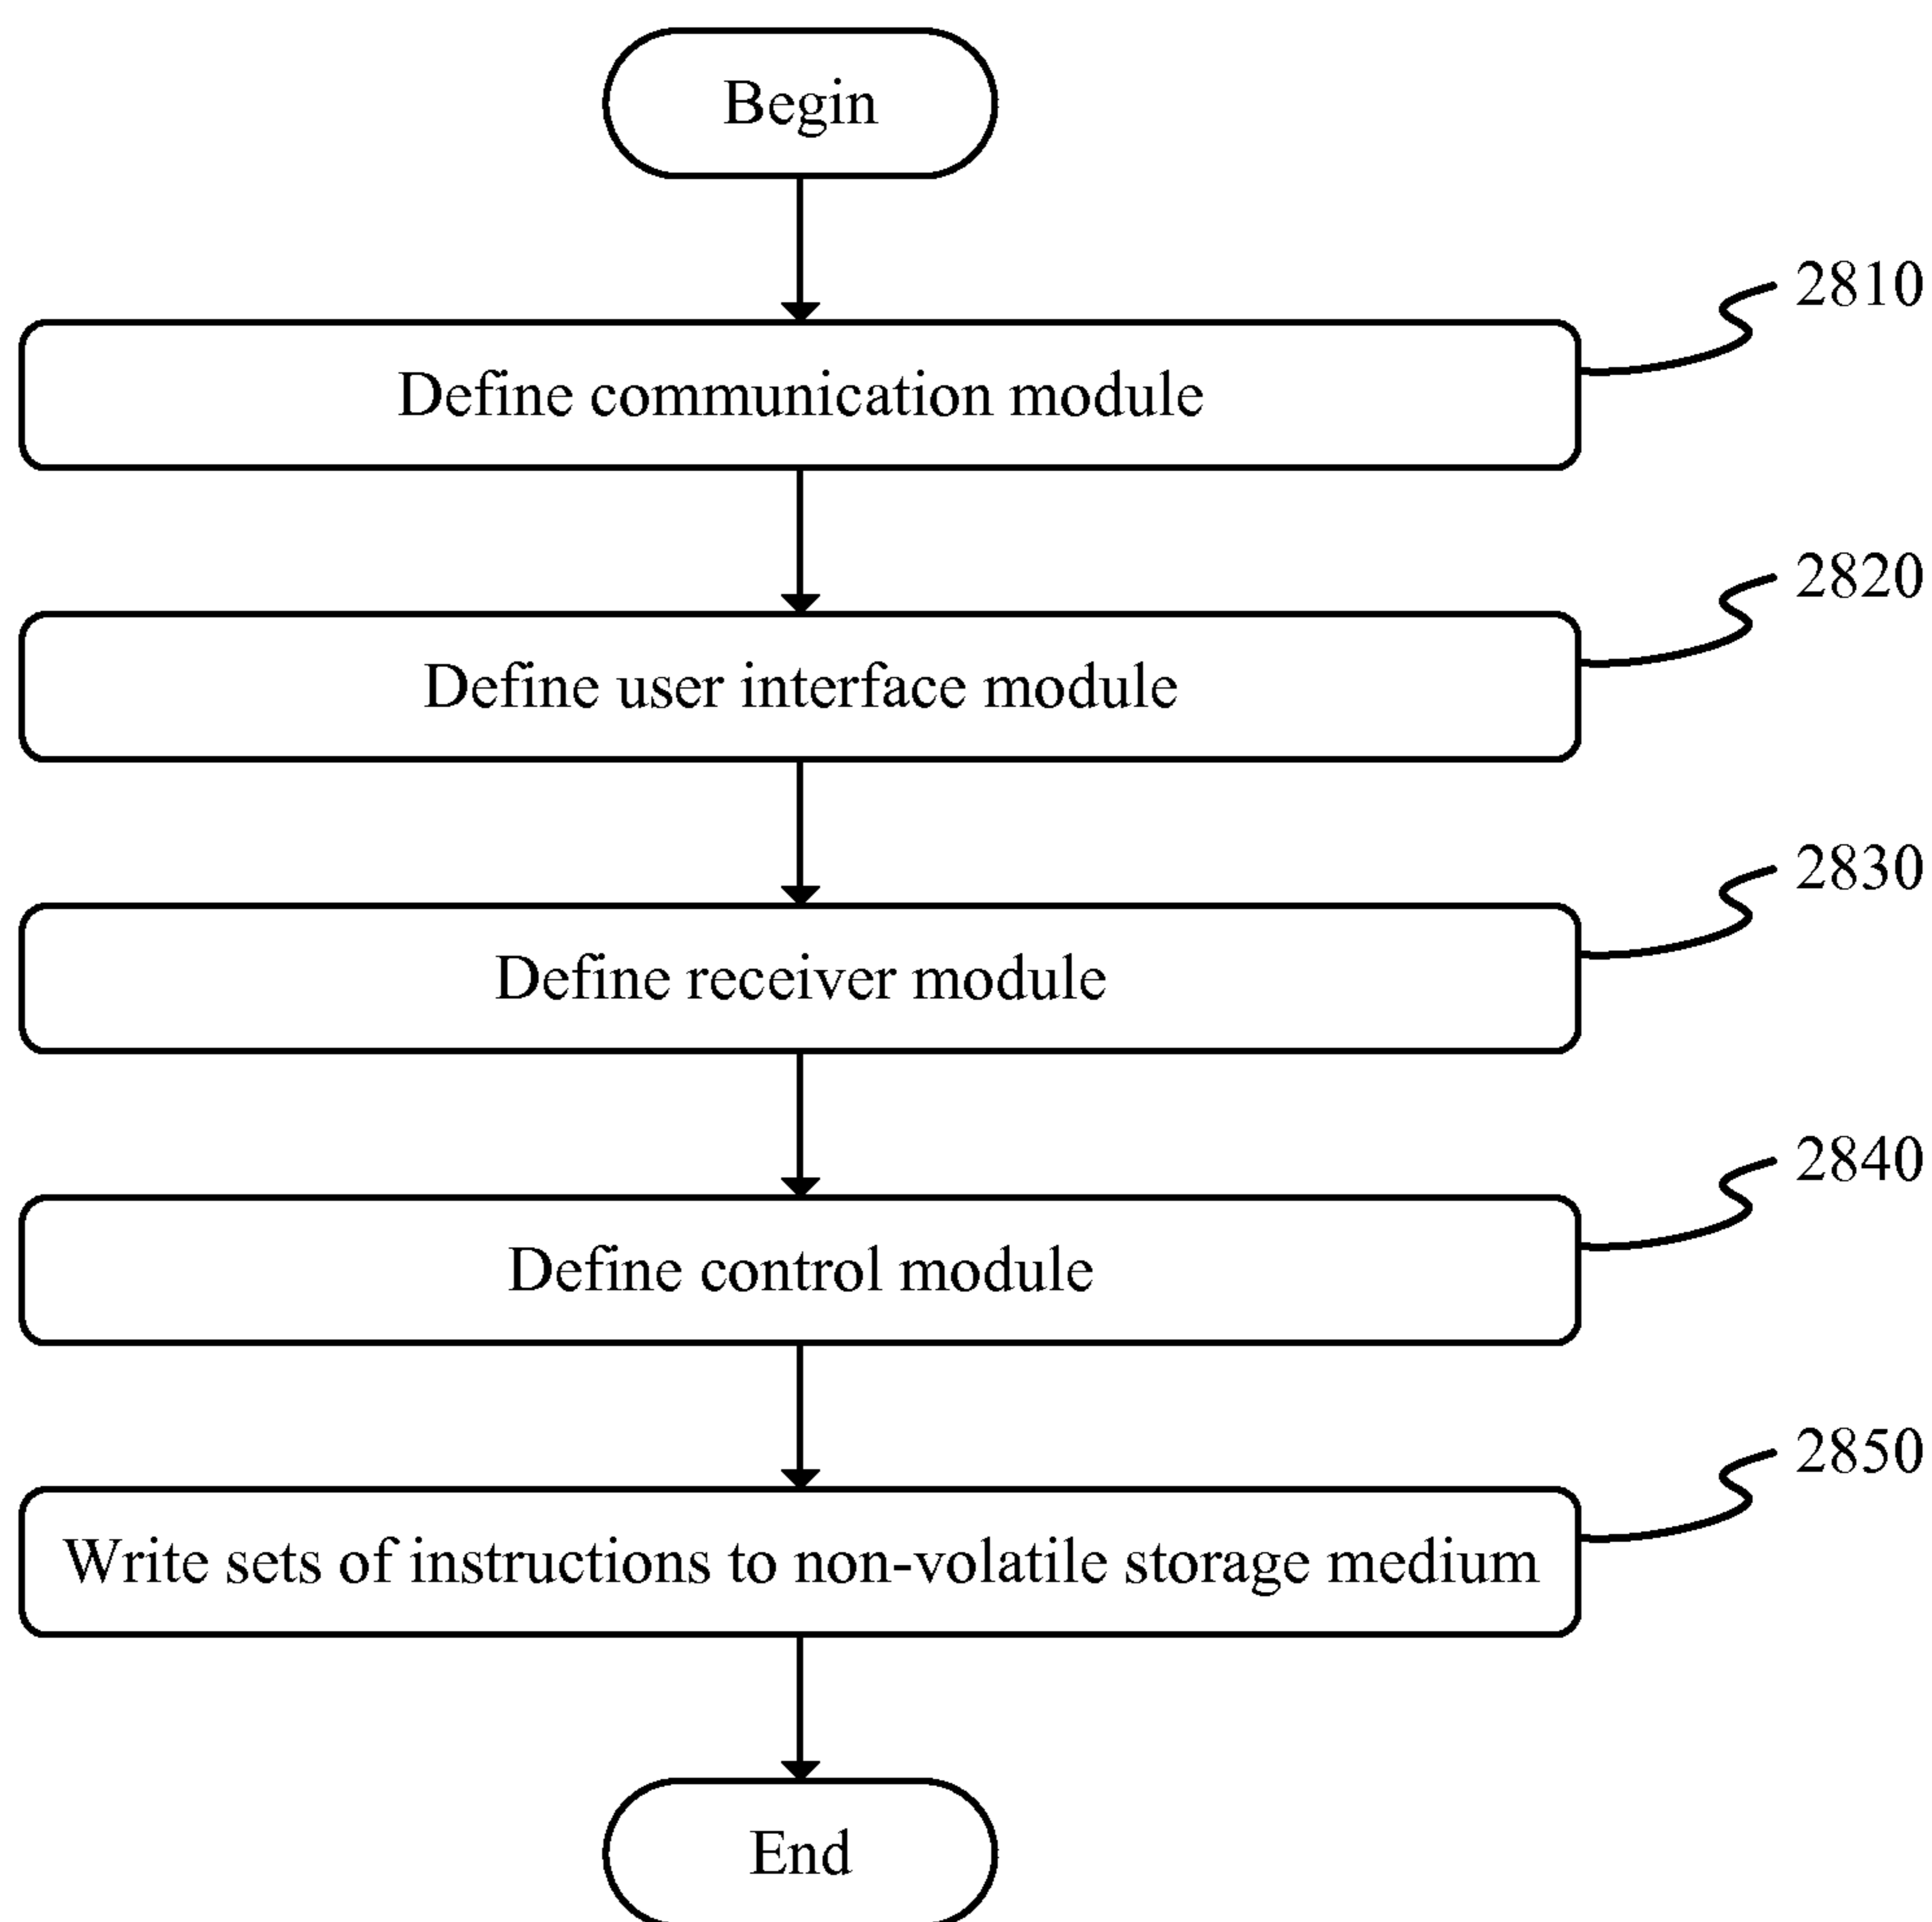 Begin
2810
Define communication module
2820
Define user interface module
2830
Define receiver module
2840
Define control module
2850
Write sets of instructions to non-volatile storage medium
End